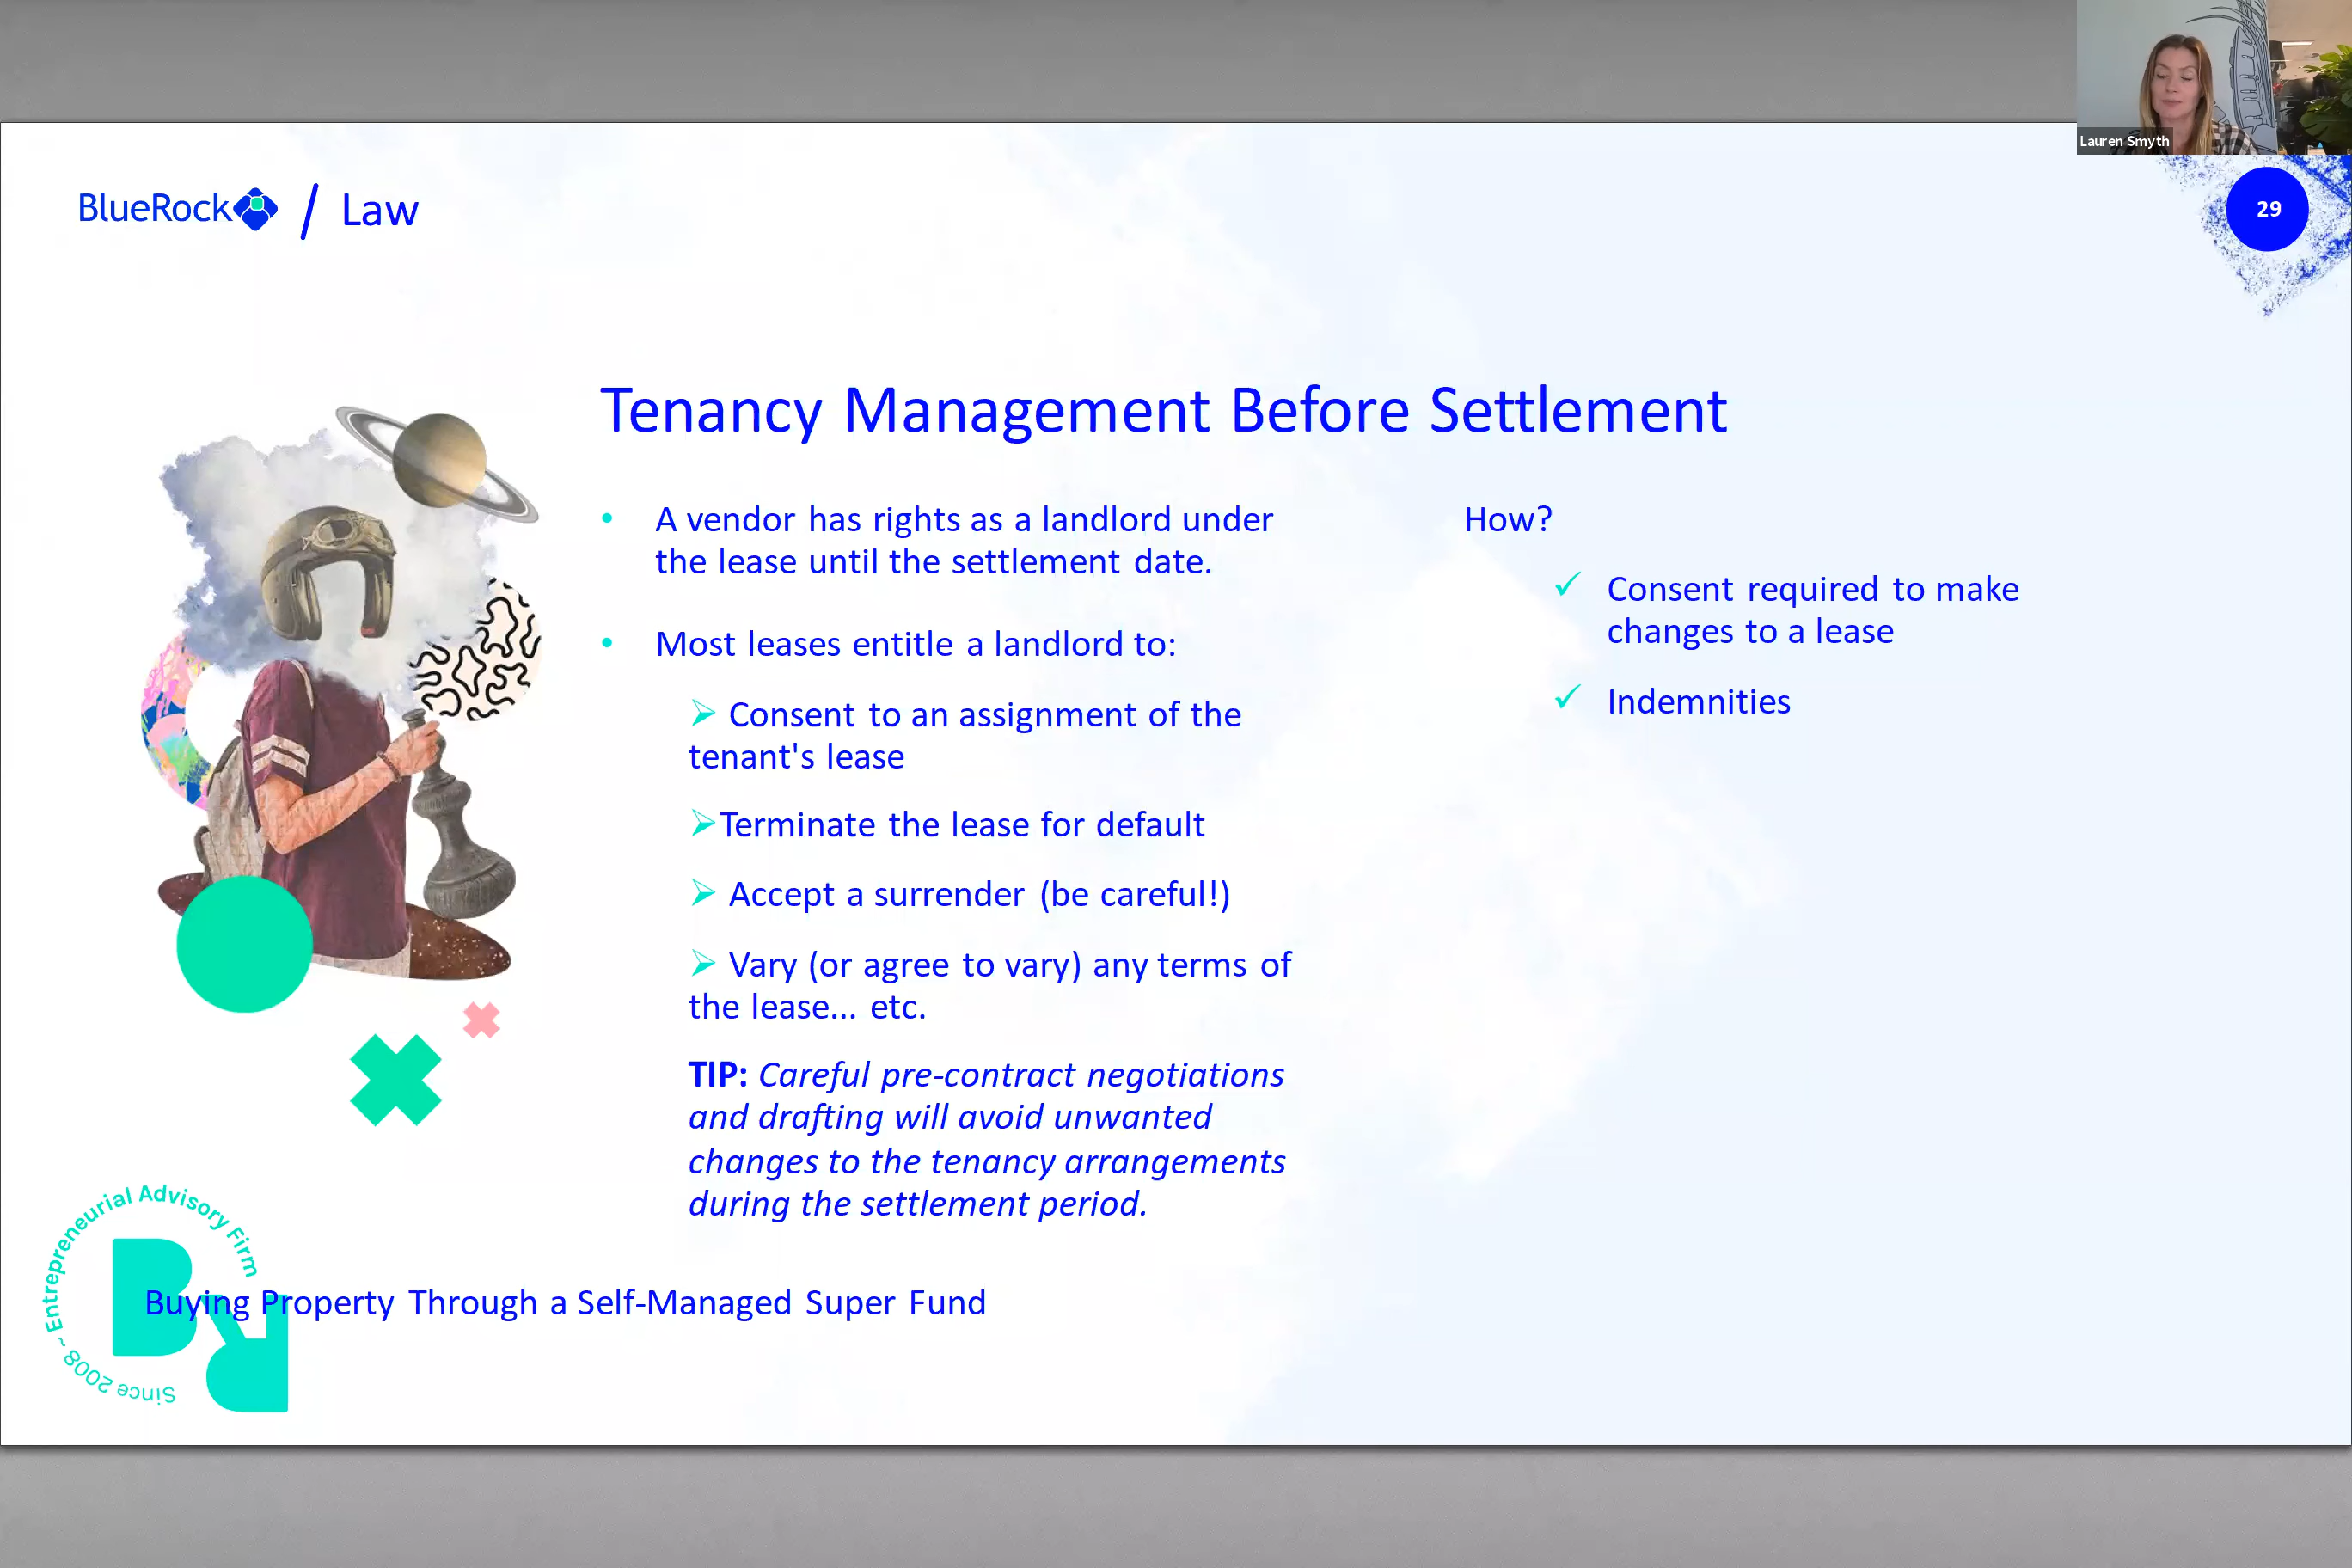 Lauren Smyth
BlueRock / Law
29
Tenancy Management Before Settlement
• A vendor has rights as a landlord under
the lease until the settlement date.
• Most leases entitle a landlord to:
➢ Consent to an assignment of the
tenant's lease
➢Terminate the lease for default
➢ Accept a surrender (be careful!)
➢ Vary (or agree to vary) any terms of
the lease... etc.
TIP: Careful pre-contract negotiations
and drafting will avoid unwanted
changes to the tenancy arrangements
during the settlement period.
How?
✓ Consent required to make
changes to a lease
✓ Indemnities
Since 2008 ~ Entrepreneurial Advisory Firm
BR
Buying Property Through a Self-Managed Super Fund